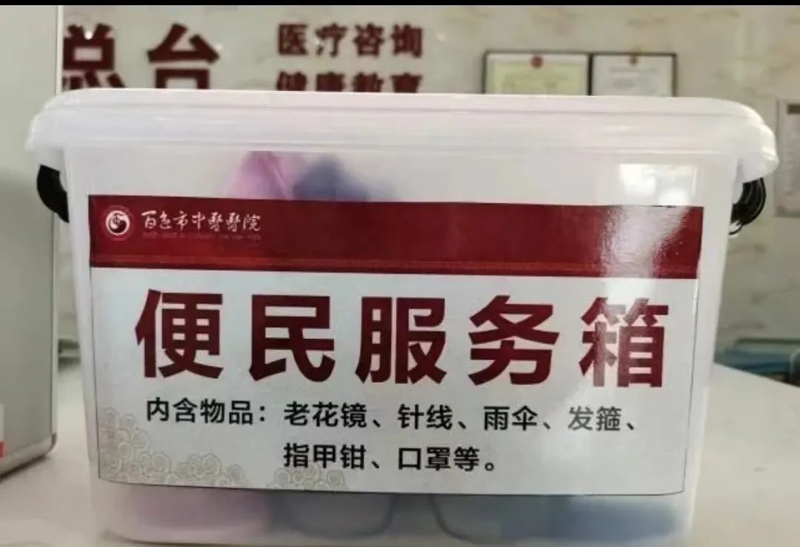 总台
医疗咨询
健康教育
百色市中醫醫院
便民服务箱
内含物品：老花镜、针线、雨伞、发箍、
指甲钳、口罩等。